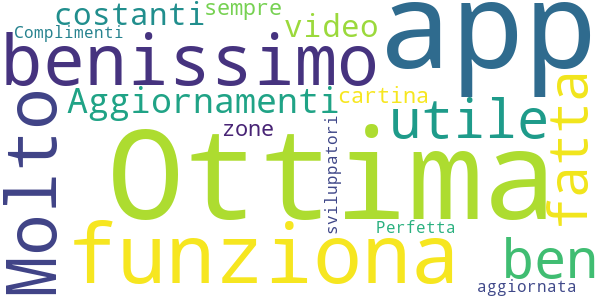 costanti sempre
Complimenti video app
benissimo
Aggiornamenti cartina
Molto zone sviluppatori utile fatta
Ottima
funziona Perfetta ben
aggiornata